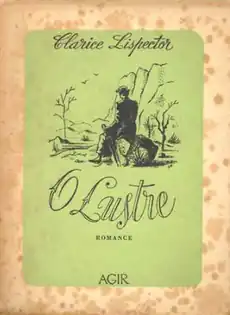 Clarice Lispector
O Lustre
ROMANCE
AGIR